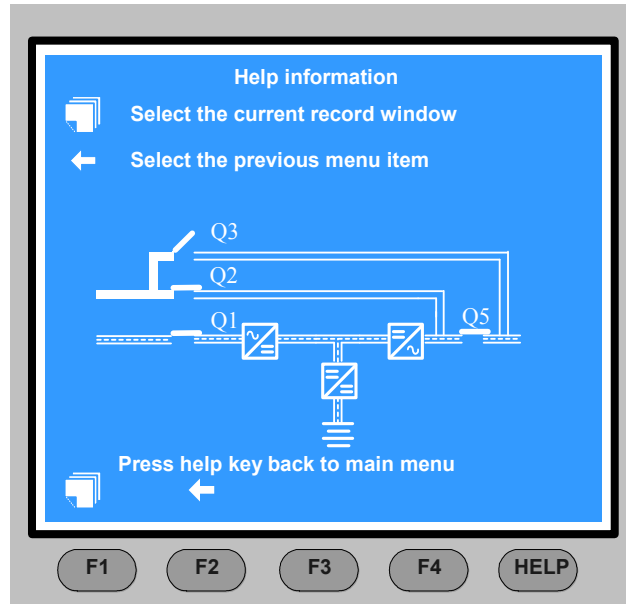 Help information
Select the current record window
Select the previous menu item
Q3
Q2
Q1
Q5
Press help key back to main menu
F1 F2 F3 F4 HELP